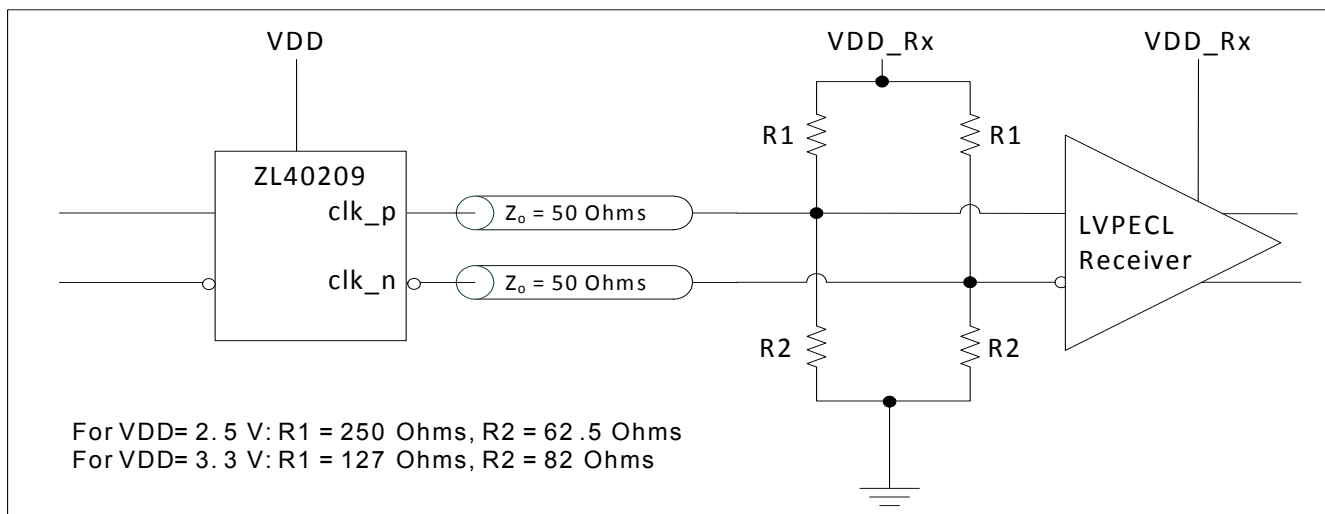 VDD
VDD_Rx
VDD_Rx
ZL40209
clk_p
clk_n
Zo = 50 Ohms
Zo = 50 Ohms
R1
R1
R2
R2
LVPECL
Receiver
For VDD= 2.5 V: R1 = 250 Ohms, R2 = 62.5 Ohms
For VDD= 3.3 V: R1 = 127 Ohms, R2 = 82 Ohms